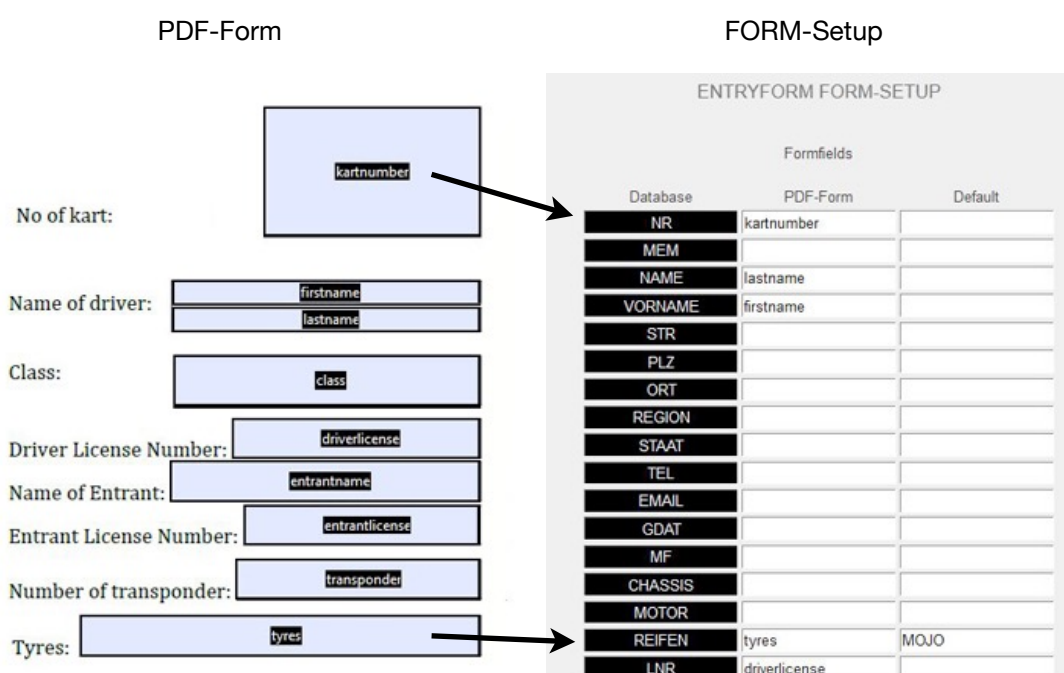 PDF-Form
No of kart:
kartnumber
Name of driver:
firstname
lastname
Class:
class
Driver License Number:
driverlicense
Name of Entrant:
entrantname
Entrant License Number:
entrantlicense
Number of transponder:
transponder
Tyres:
tyres
FORM-Setup
ENTRYFORM FORM-SETUP
Formfields
Database PDF-Form Default
NR kartnumber
MEM
NAME lastname
VORNAME firstname
STR
PLZ
ORT
REGION
STAAT
TEL
EMAIL
GDAT
MF
CHASSIS
MOTOR
REIFEN tyres MOJO
LNR driverlicense